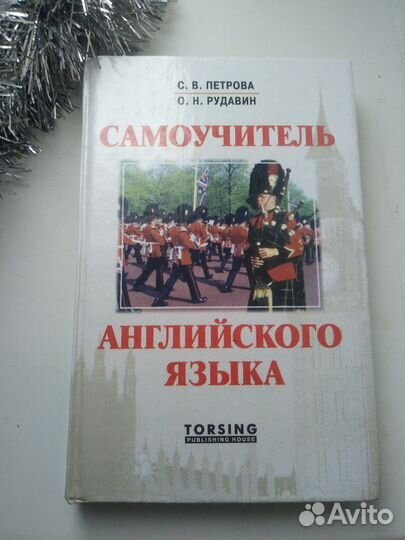 С. В. ПЕТРОВА
О. Н. РУДАВИН
САМОУЧИТЕЛЬ
АНГЛИЙСКОГО
ЯЗЫКА
TORSING
PUBLISHING HOUSE
Avito